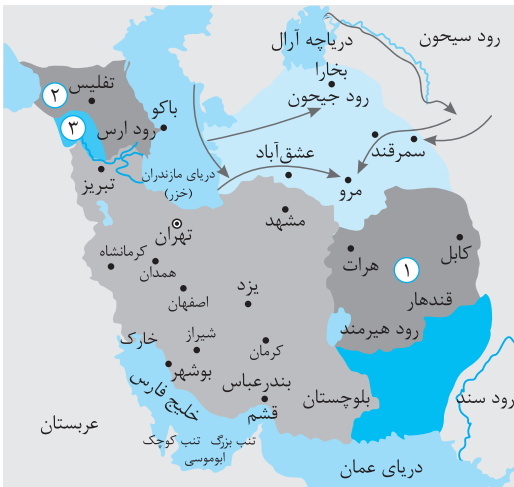 دریاچه آرال
رود سیحون
بخارا
رود جیحون
تفلیس
۲
۳
باکو
رود ارس
سمرقند
عشق‌آباد
مرو
دریای مازندران
(خزر)
تبریز
مشهد
تهران
کابل
هرات
۱
کرمانشاه
همدان
قندهار
یزد
اصفهان
رود هیرمند
خارک
شیراز
کرمان
بوشهر
بندرعباس
بلوچستان
رود سند
خلیج فارس
قشم
عربستان
تنب بزرگ تنب کوچک
ابوموسی
دریای عمان